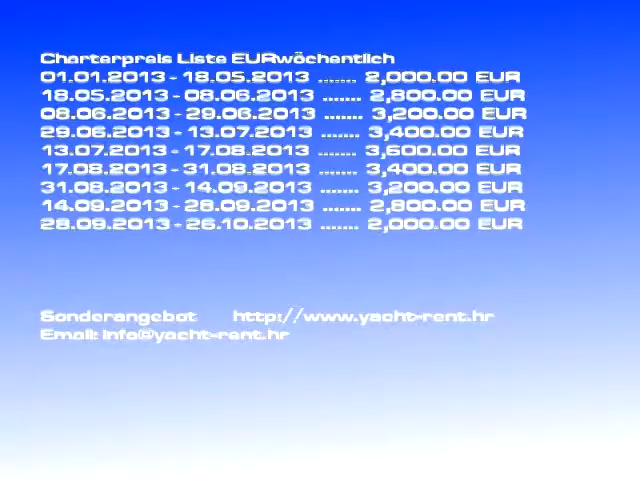 Charterpreis Liste EURwöchentlich
01.01.2013 - 18.05.2013 ....... 2,000.00 EUR
18.05.2013 - 08.06.2013 ....... 2,800.00 EUR
08.06.2013 - 29.06.2013 ....... 3,200.00 EUR
29.06.2013 - 13.07.2013 ....... 3,400.00 EUR
13.07.2013 - 17.08.2013 ....... 3,600.00 EUR
17.08.2013 - 31.08.2013 ....... 3,400.00 EUR
31.08.2013 - 14.09.2013 ....... 3,200.00 EUR
14.09.2013 - 28.09.2013 ....... 2,800.00 EUR
28.09.2013 - 26.10.2013 ....... 2,000.00 EUR
Sonderangebot http://www.yacht-rent.hr
Email: info@yacht-rent.hr